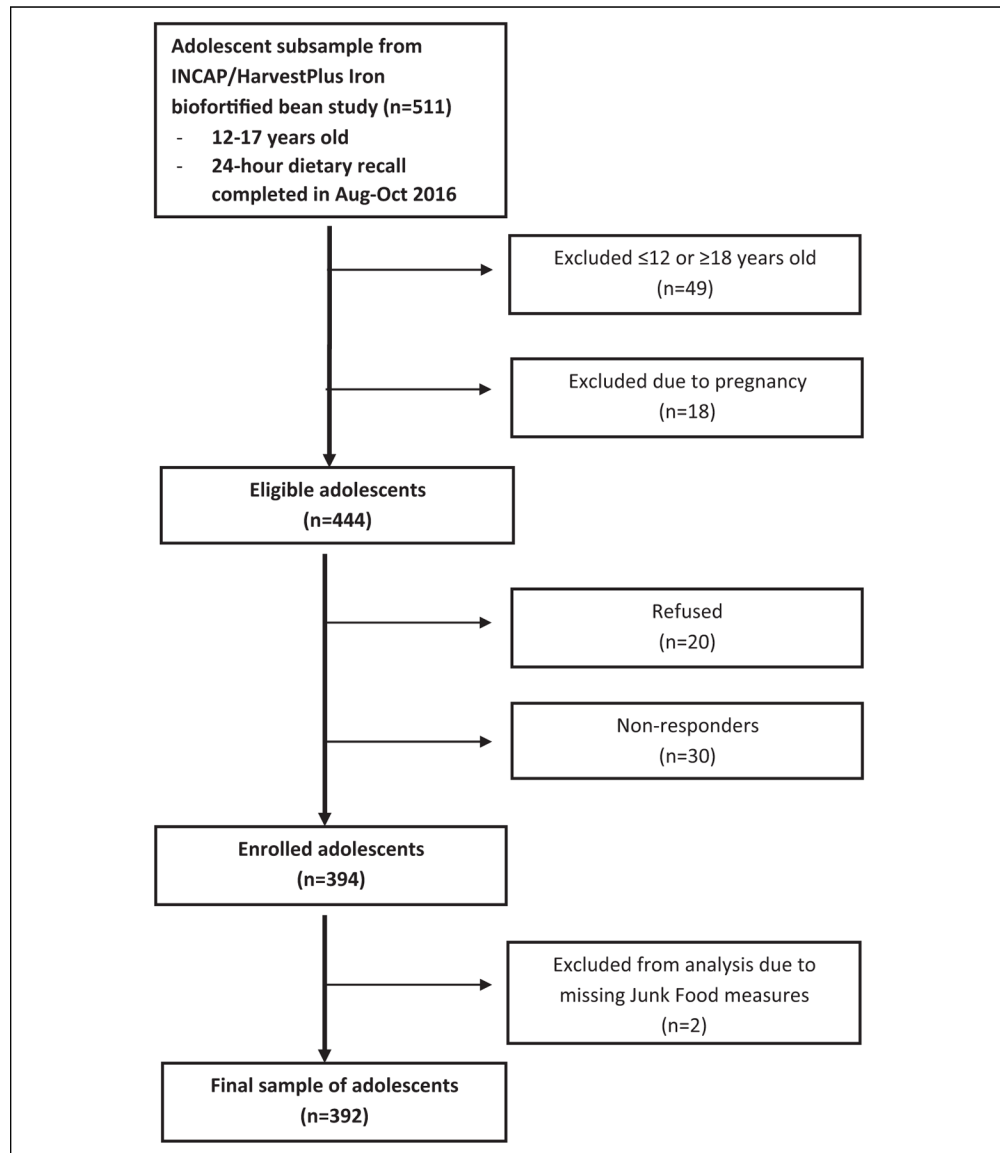 Adolescent subsample from
INCAP/HarvestPlus Iron
biofortified bean study (n=511)
- 12-17 years old
- 24-hour dietary recall
completed in Aug-Oct 2016
Excluded ≤12 or ≥18 years old
(n=49)
Excluded due to pregnancy
(n=18)
Eligible adolescents
(n=444)
Refused
(n=20)
Non-responders
(n=30)
Enrolled adolescents
(n=394)
Excluded from analysis due to
missing Junk Food measures
(n=2)
Final sample of adolescents
(n=392)